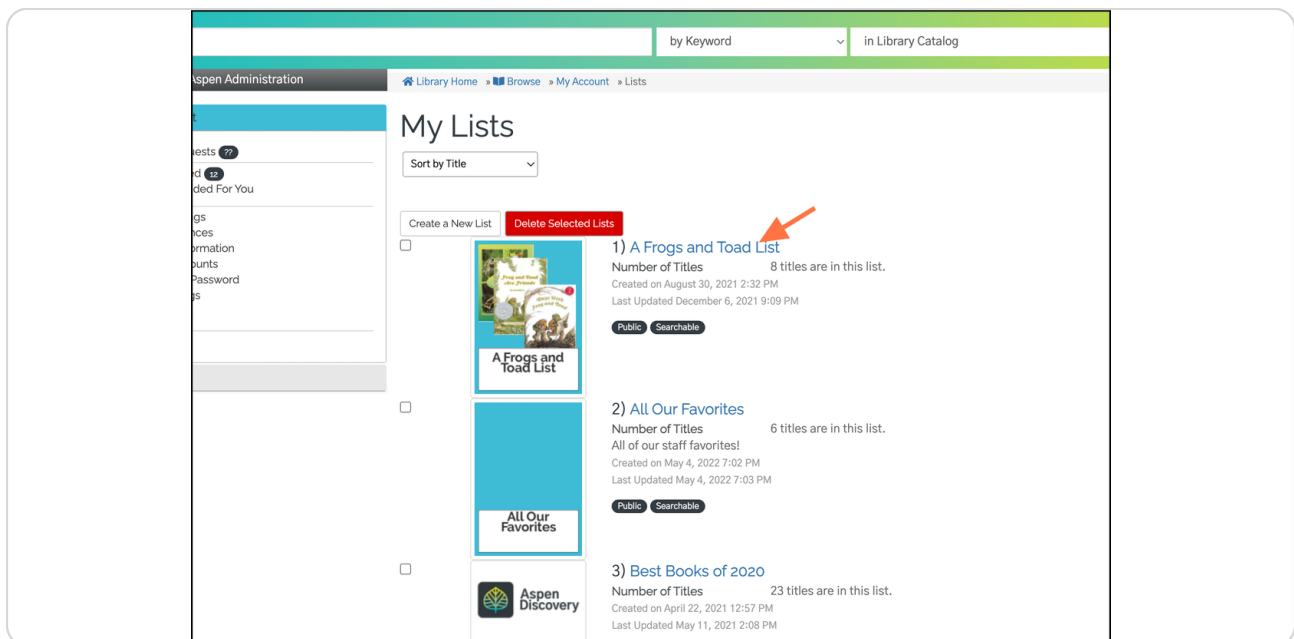 by Keyword
in Library Catalog
Aspen Administration
Library Home » Browse » My Account » Lists
My Lists
??
12
ded For You
Sort by Title
Create a New List
Delete Selected Lists
gs
nces
ormation
ounts
Password
gs
1) A Frogs and Toad List
Number of Titles 8 titles are in this list.
Created on August 30, 2021 2:32 PM
Last Updated December 6, 2021 9:09 PM
Public Searchable
Frog and Toad
Are Friends
Days With
Frog and Toad
A Frogs and
Toad List
2) All Our Favorites
Number of Titles 6 titles are in this list.
All of our staff favorites!
Created on May 4, 2022 7:02 PM
Last Updated May 4, 2022 7:03 PM
Public Searchable
All Our
Favorites
3) Best Books of 2020
Number of Titles 23 titles are in this list.
Created on April 22, 2021 12:57 PM
Last Updated May 11, 2021 2:08 PM
Aspen
Discovery